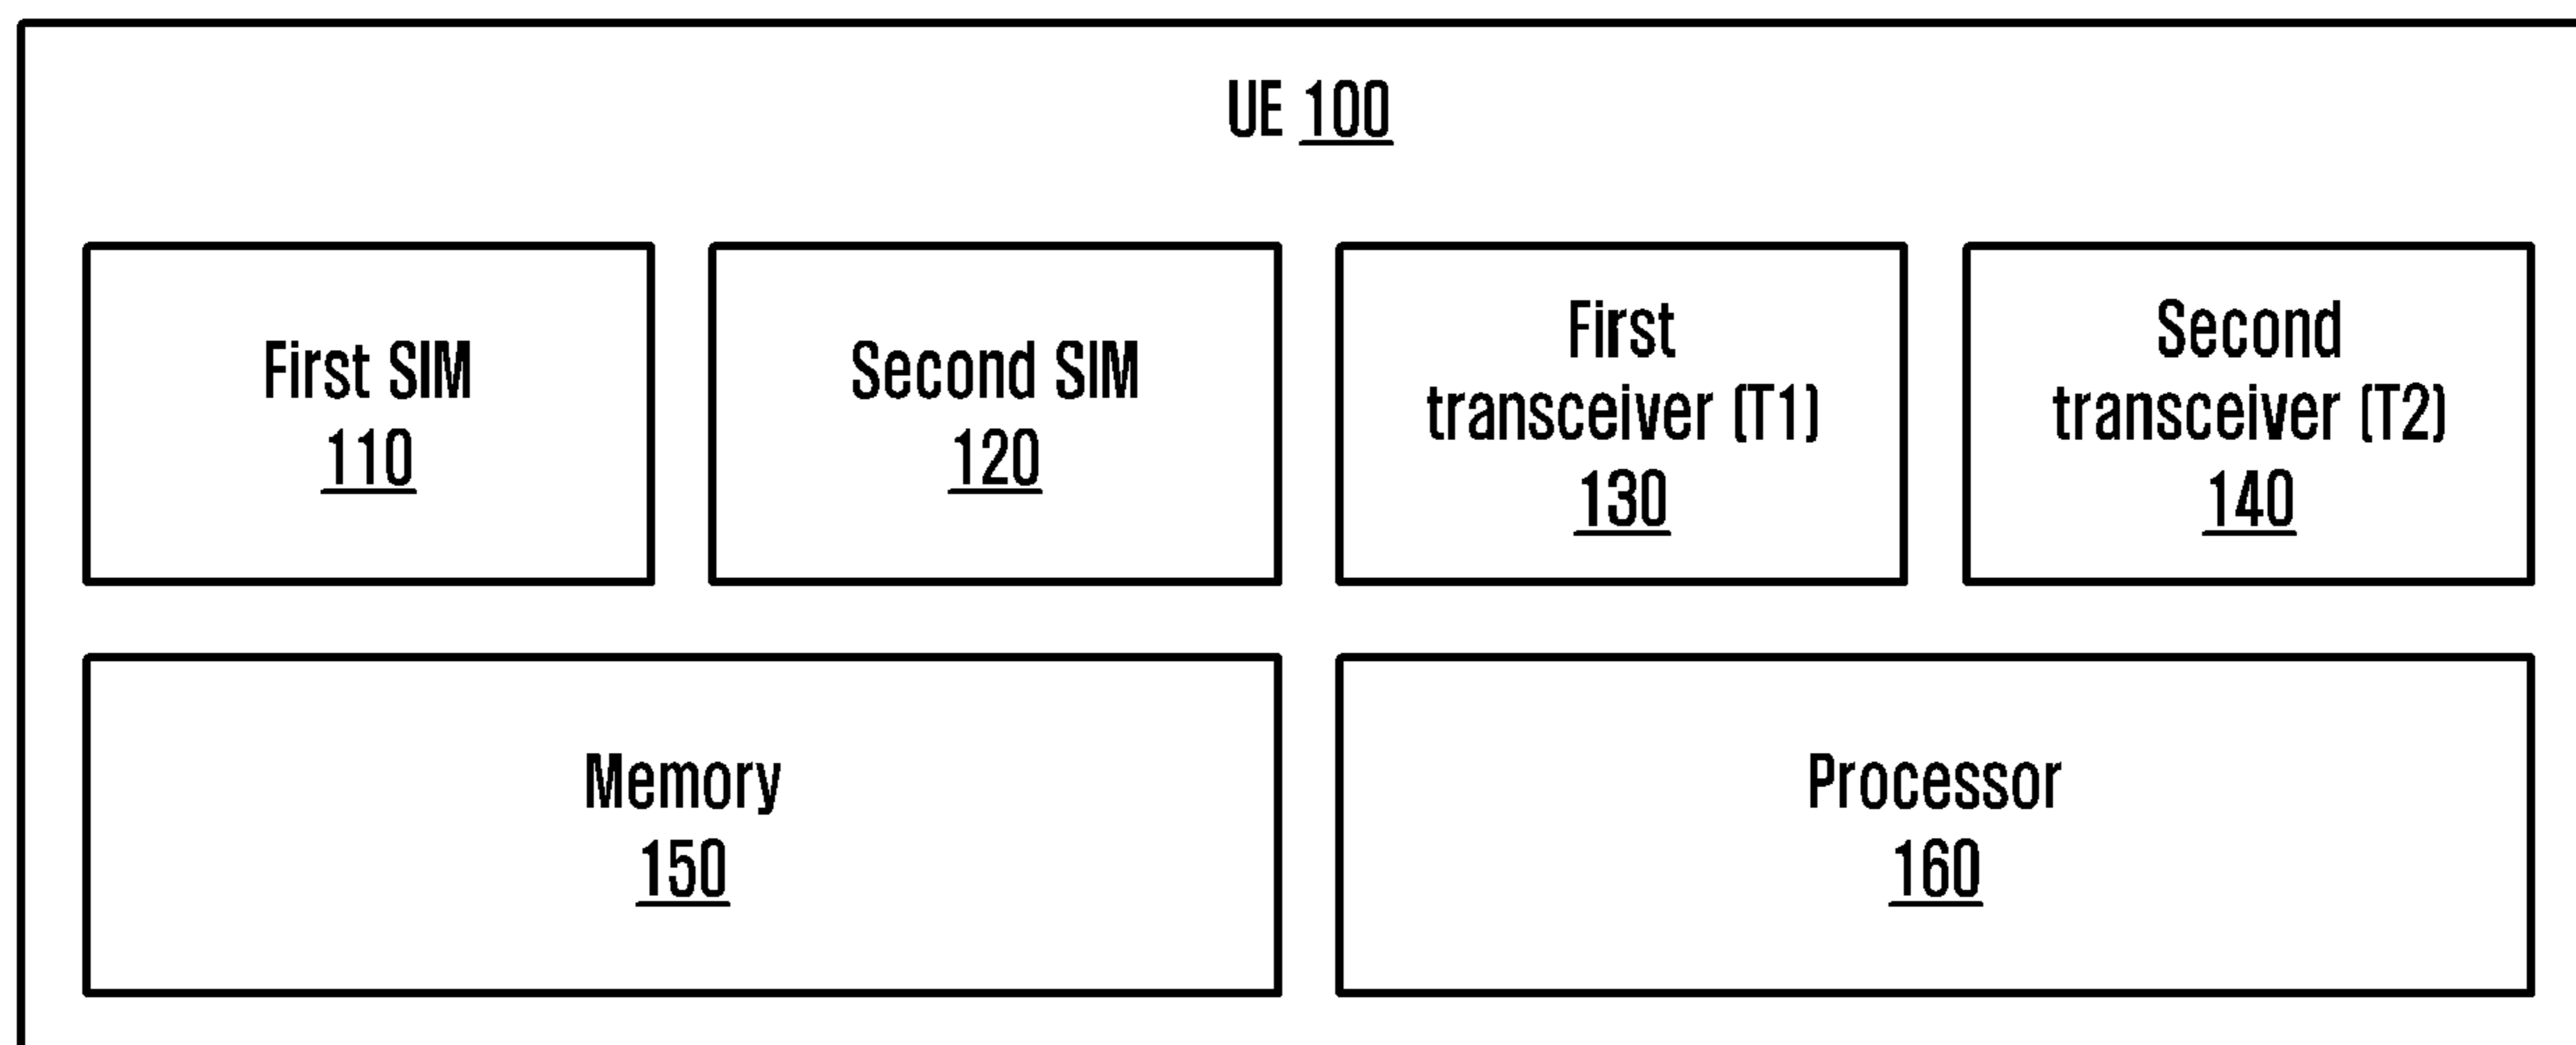 UE 100
First SIM
110
Second SIM
120
First
transceiver (T1)
130
Second
transceiver (T2)
140
Memory
150
Processor
160